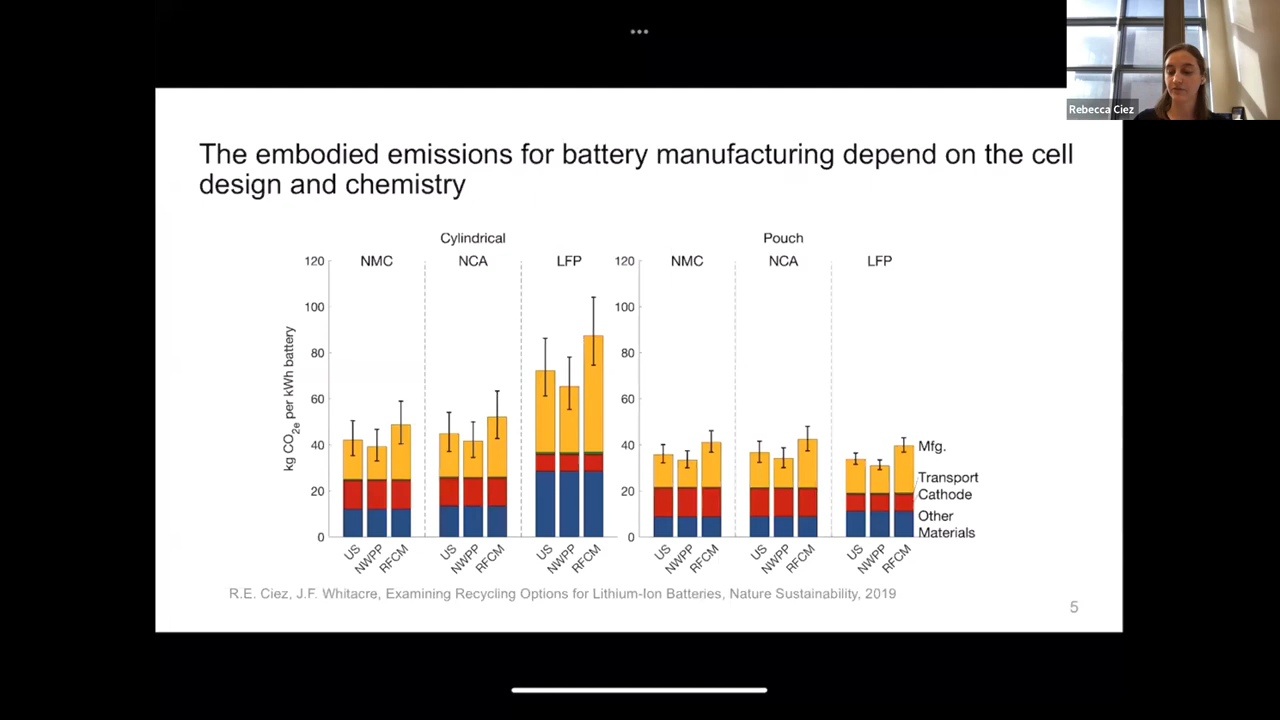 Rebecca Ciez
The embodied emissions for battery manufacturing depend on the cell
design and chemistry
Cylindrical
Pouch
120 NMC NCA LFP
120 NMC NCA LFP
100
100
80
80
60
60
40
40
20
20
0
0
kg CO2e per kWh battery
Mfg.
Transport
Cathode
Other
Materials
US NWPP RFCM US NWPP RFCM US NWPP RFCM
US NWPP RFCM US NWPP RFCM US NWPP RFCM
R.E. Ciez, J.F. Whitacre, Examining Recycling Options for Lithium-Ion Batteries, Nature Sustainability, 2019
5